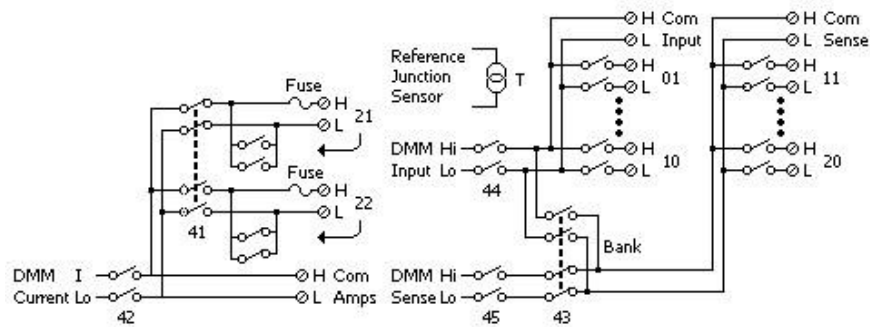 H Com
L Input
H
01
L
H
10
L
H Com
L Sense
H
11
L
H
20
L
Reference
Junction
Sensor
T
Fuse
H
21
L
Fuse
H
22
L
41
DMM Hi
Input Lo
44
Bank
DMM I
Current Lo
42
H Com
L Amps
DMM Hi
Sense Lo
45
43